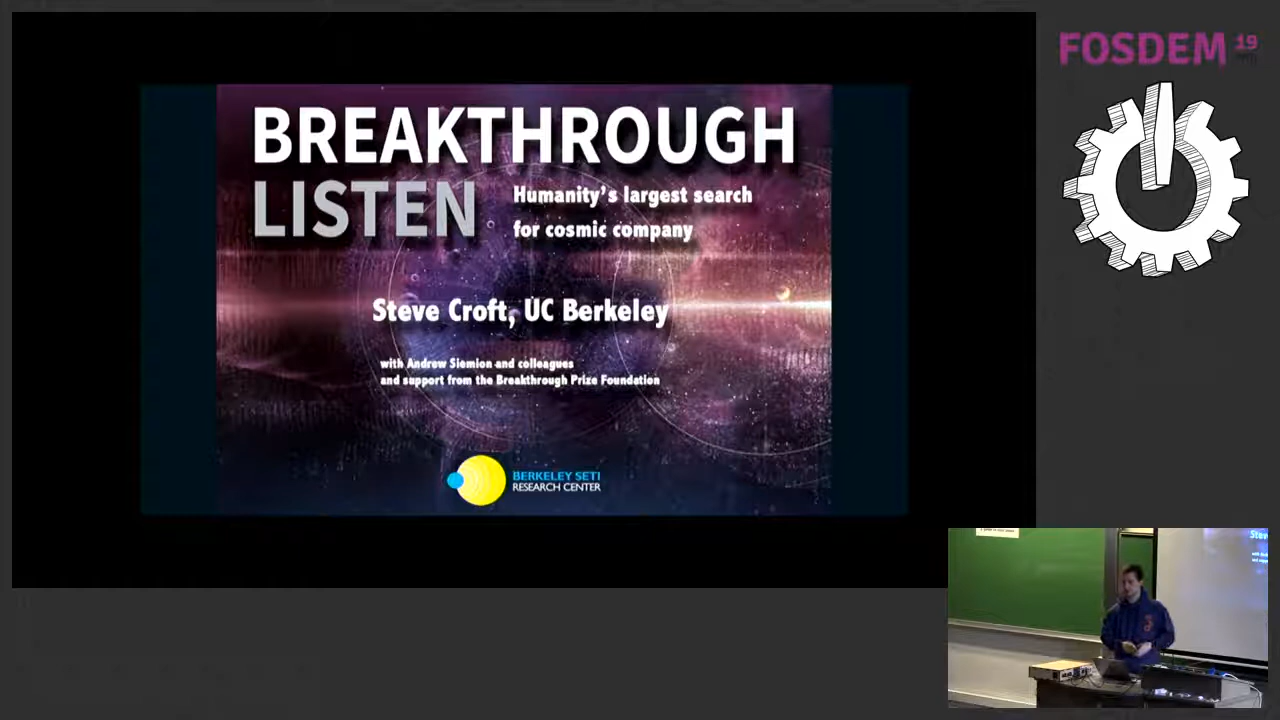 BREAKTHROUGH
LISTEN
Humanity's largest search
for cosmic company
Steve Croft, UC Berkeley
with Andrew Siemion and colleagues
and support from the Breakthrough Prize Foundation
BERKELEY SETI
RESEARCH CENTER
FOSDEM 19
Stev